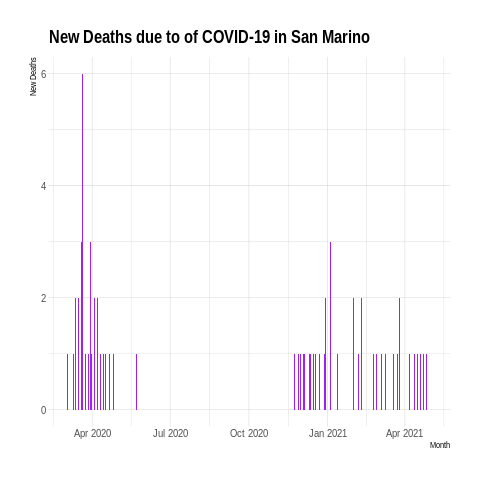 New Deaths due to of COVID-19 in San Marino
New Deaths
6
4
2
0
Apr 2020 Jul 2020 Oct 2020 Jan 2021 Apr 2021
Month